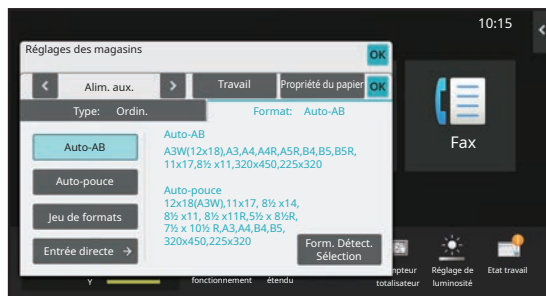 10:15
Réglages des magasins
OK
Alim. aux.
Travail
Propriété du papier
OK
Type: Ordin.
Format: Auto-AB
Auto-AB
Auto-pouce
Jeu de formats
Entrée directe →
Auto-AB
A3W(12x18),A3,A4,A4R,A5R,B4,B5,B5R,
11x17,8½ x11,320x450,225x320
Auto-pouce
12x18(A3W),11x17, 8½ x14,
8½ x11, 8½ x11R,5½ x 8½R,
7½ x 10½ R,A3,A4,B4,B5,
320x450,225x320
Form. Détect.
Sélection
Fax
Y
fonctionnement étendu
totalisateur
Réglage de
luminosité
Etat travail